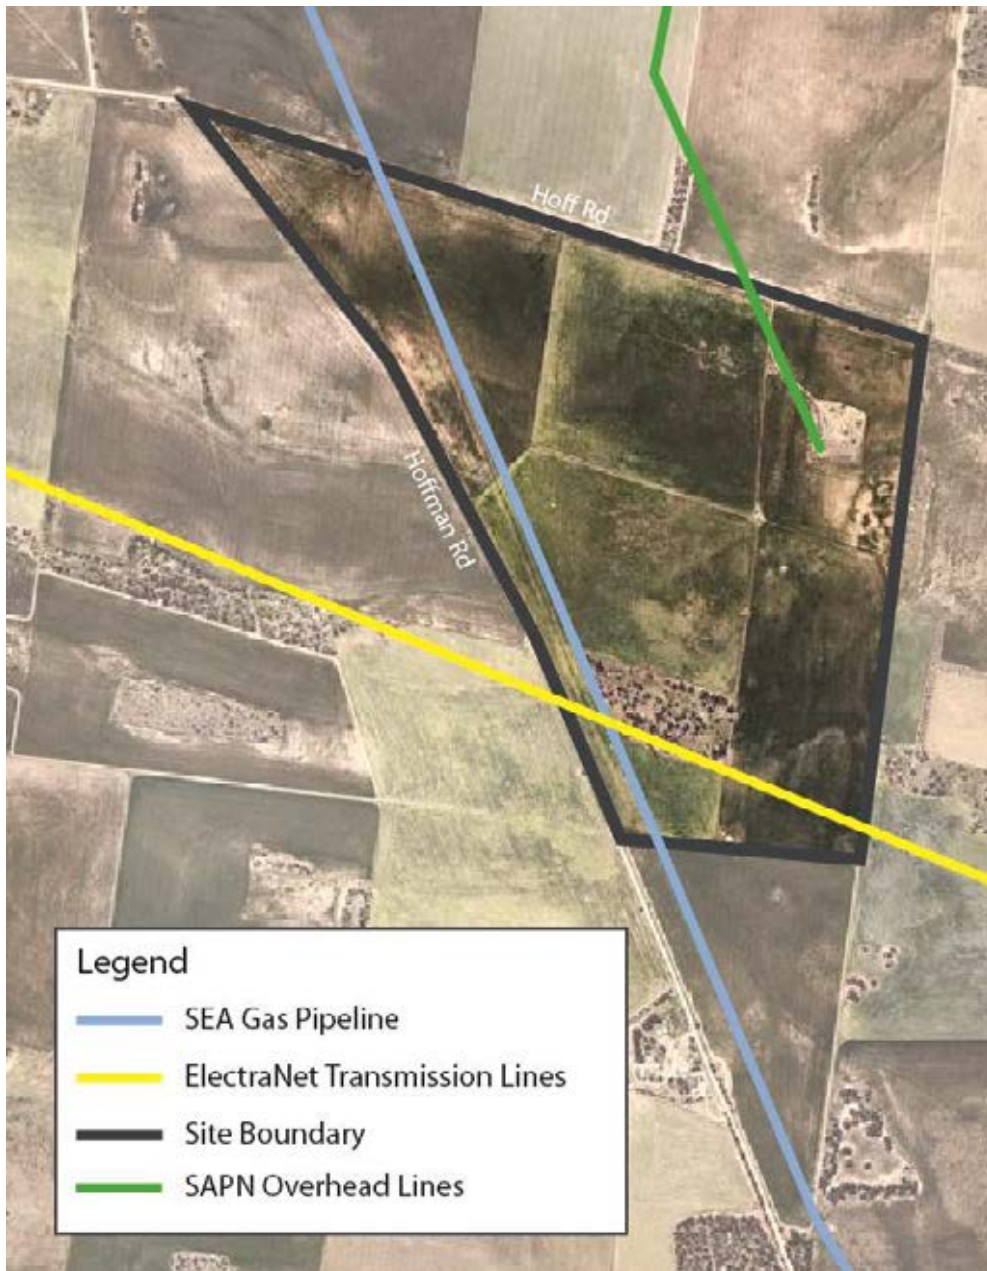 Hoff Rd
Hoffman Rd
Legend
SEA Gas Pipeline
ElectraNet Transmission Lines
Site Boundary
SAPN Overhead Lines